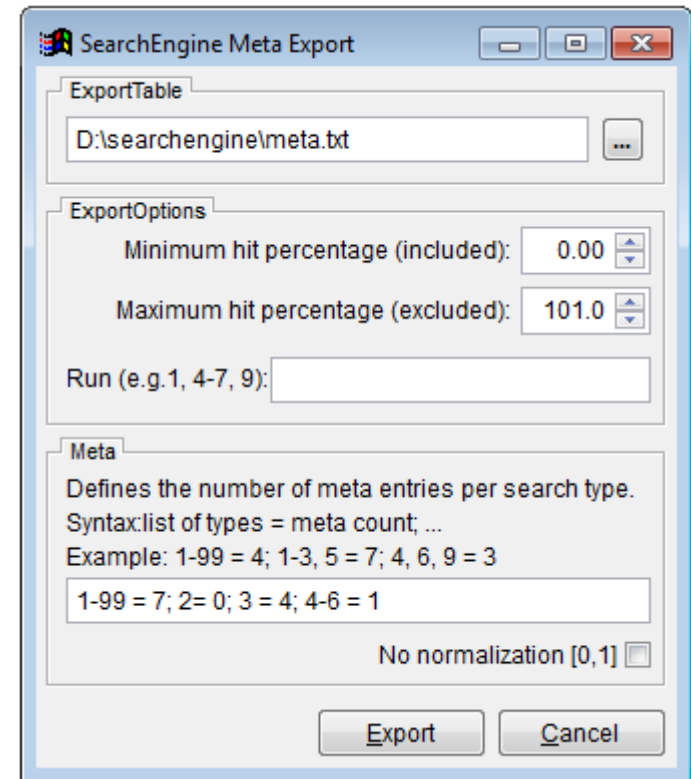 SearchEngine Meta Export
ExportTable
D:\searchengine\meta.txt
...
ExportOptions
Minimum hit percentage (included): 0.00
Maximum hit percentage (excluded): 101.0
Run (e.g.1, 4-7, 9):
Meta
Defines the number of meta entries per search type.
Syntax:list of types = meta count; ...
Example: 1-99 = 4; 1-3, 5 = 7; 4, 6, 9 = 3
1-99 = 7; 2= 0; 3 = 4; 4-6 = 1
No normalization [0,1]
Export Cancel